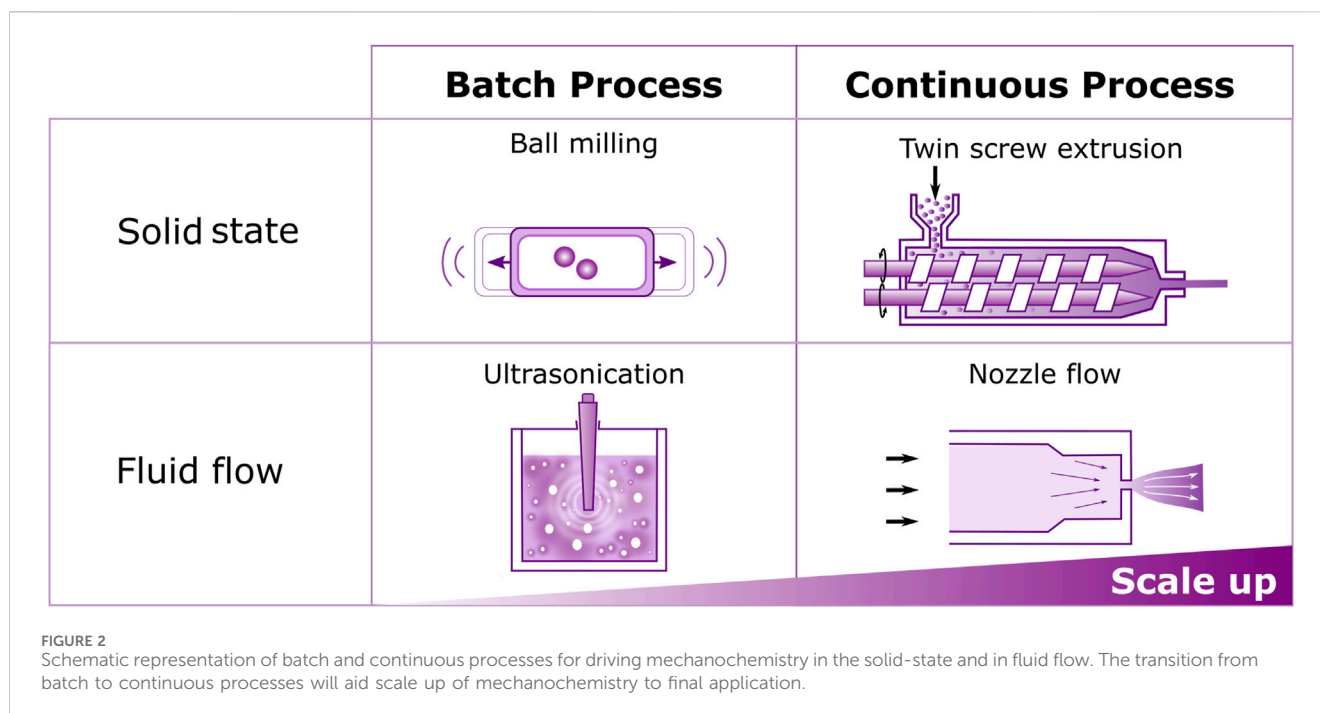 Batch Process
Continuous Process
Solid state
Ball milling
Twin screw extrusion
Fluid flow
Ultrasonication
Nozzle flow
Scale up
FIGURE 2
Schematic representation of batch and continuous processes for driving mechanochemistry in the solid-state and in fluid flow. The transition from
batch to continuous processes will aid scale up of mechanochemistry to final application.